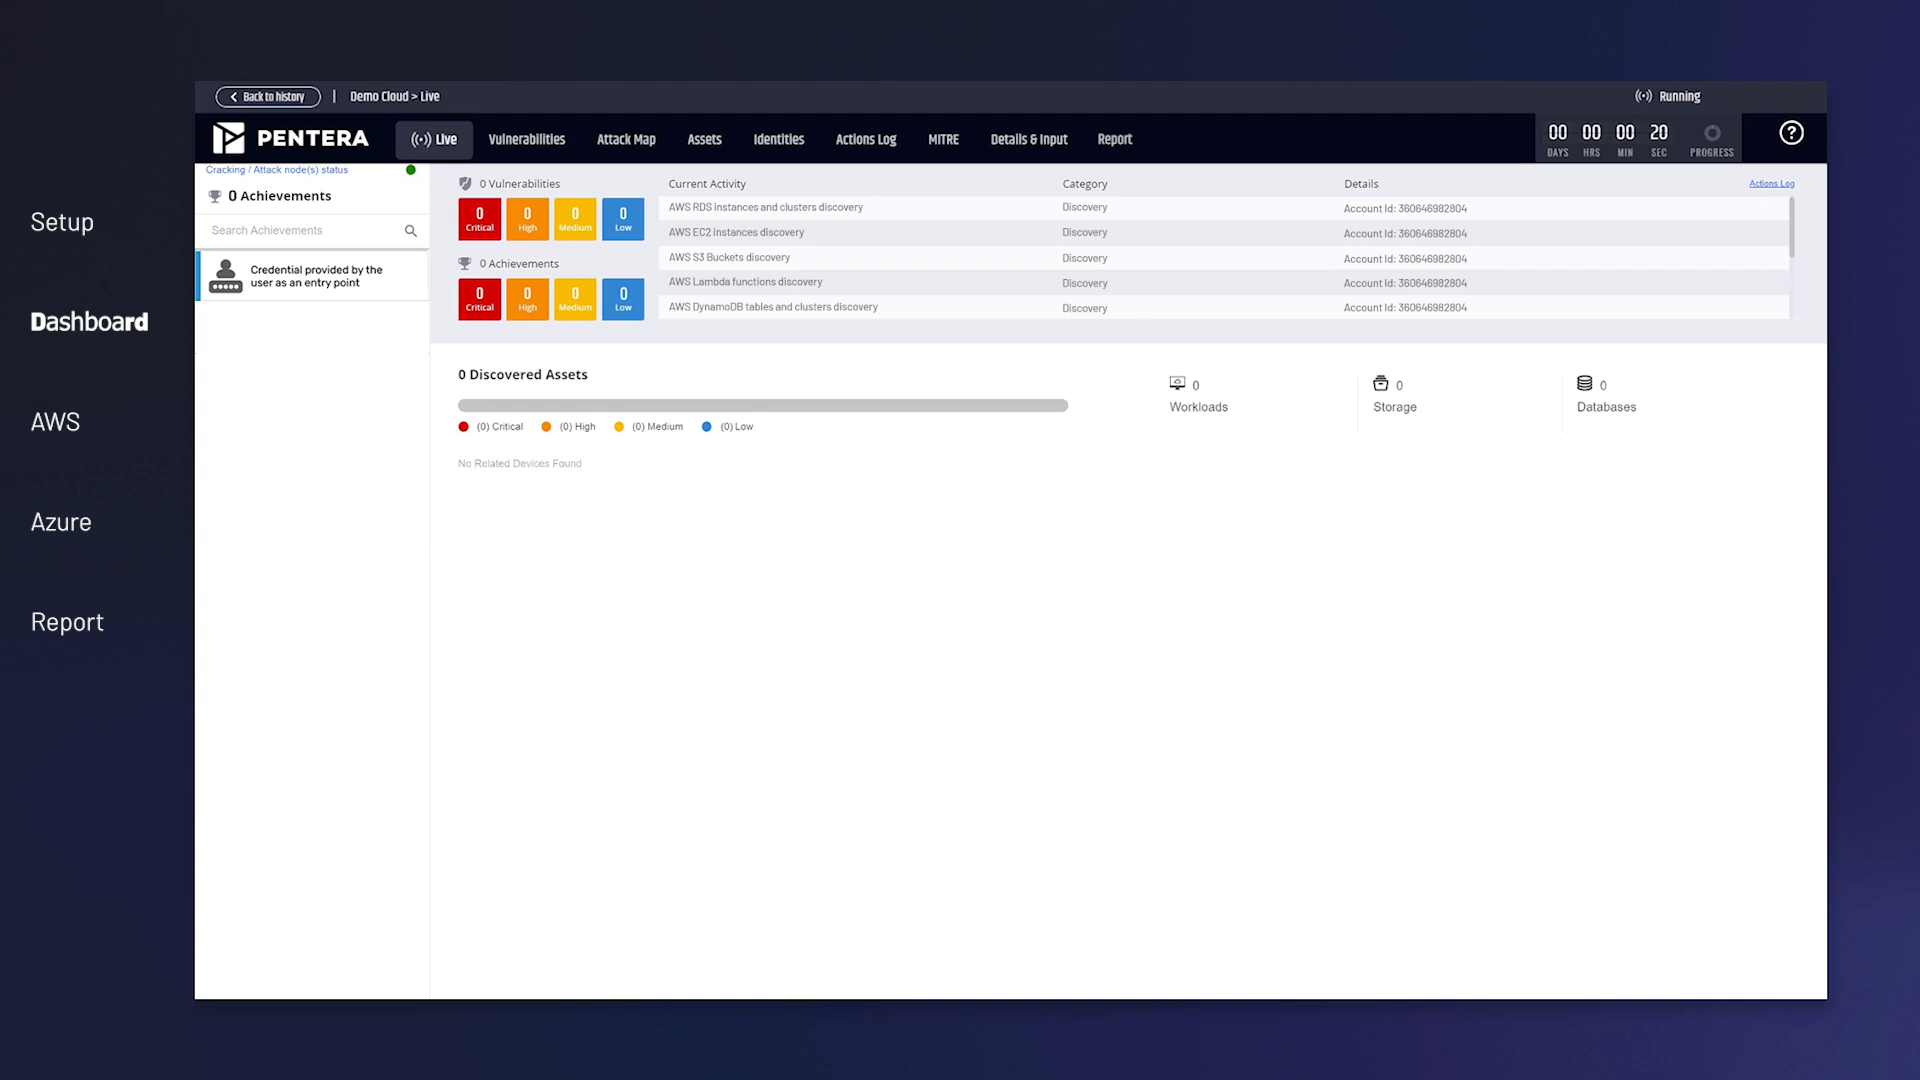 Back to history | Demo Cloud > Live
Running
PENTERA
Live
Vulnerabilities
Attack Map
Assets
Identities
Actions Log
MITRE
Details & Input
Report
00 00 00 20
DAYS HRS MIN SEC PROGRESS
?
Setup
Dashboard
AWS
Azure
Report
Cracking / Attack node(s) status
0 Achievements
Search Achievements
Credential provided by the
user as an entry point
0 Vulnerabilities
0 Critical
0 High
0 Medium
0 Low
0 Achievements
0 Critical
0 High
0 Medium
0 Low
Current Activity Category Details Actions Log
AWS RDS instances and clusters discovery Discovery Account Id: 360646982804
AWS EC2 instances discovery Discovery Account Id: 360646982804
AWS S3 Buckets discovery Discovery Account Id: 360646982804
AWS Lambda functions discovery Discovery Account Id: 360646982804
AWS DynamoDB tables and clusters discovery Discovery Account Id: 360646982804
0 Discovered Assets
(0) Critical (0) High (0) Medium (0) Low
No Related Devices Found
0
Workloads
0
Storage
0
Databases